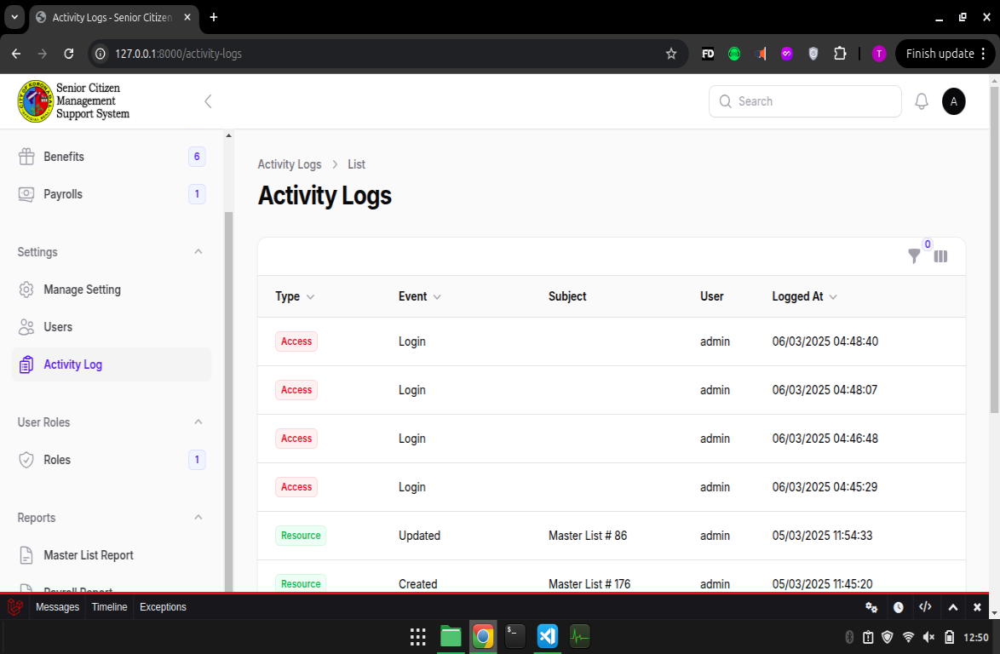 Activity Logs - Senior Citizen
127.0.0.1:8000/activity-logs
FD
T
Finish update
Senior Citizen
Management
Support System
Search
A
Benefits
6
Payrolls
1
Settings
Manage Setting
Users
Activity Log
User Roles
Roles
1
Reports
Master List Report
Payroll Report
Activity Logs
List
Activity Logs
0
Type Event Subject User Logged At
Access Login admin 06/03/2025 04:48:40
Access Login admin 06/03/2025 04:48:07
Access Login admin 06/03/2025 04:46:48
Access Login admin 06/03/2025 04:45:29
Resource Updated Master List # 86 admin 05/03/2025 11:54:33
Resource Created Master List # 176 admin 05/03/2025 11:45:20
Messages Timeline Exceptions
12:50